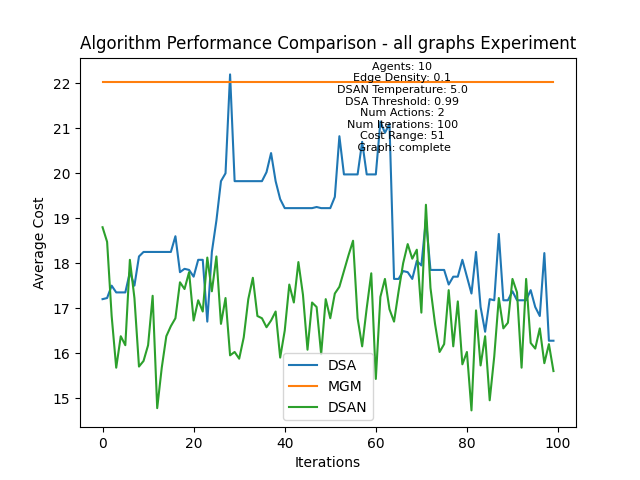 Algorithm Performance Comparison - all graphs Experiment
Agents: 10
Edge Density: 0.1
DSAN Temperature: 5.0
DSA Threshold: 0.99
Num Actions: 2
Num Iterations: 100
Cost Range: 51
Graph: complete
Average Cost
22
21
20
19
18
17
16
15
DSA
MGM
DSAN
0
20
40
60
80
100
Iterations